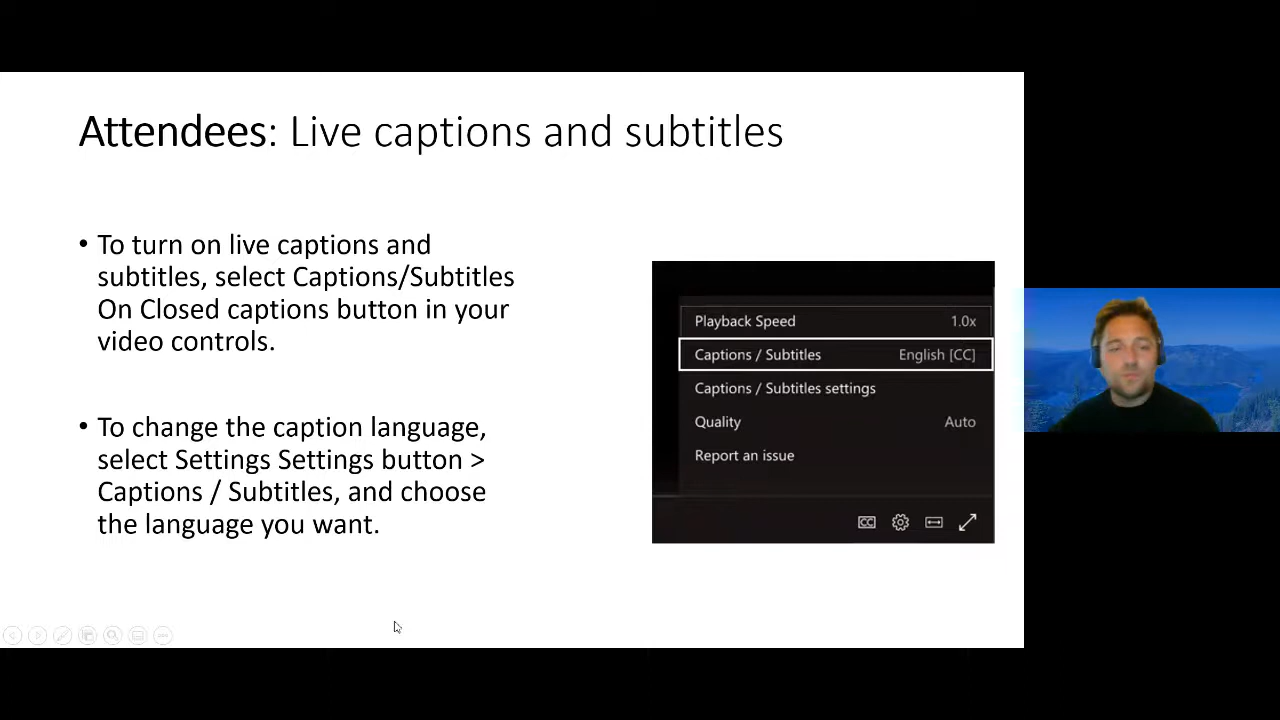 Attendees: Live captions and subtitles
• To turn on live captions and
subtitles, select Captions/Subtitles
On Closed captions button in your
video controls.
• To change the caption language,
select Settings Settings button >
Captions / Subtitles, and choose
the language you want.
Playback Speed 1.0x
Captions / Subtitles English [CC]
Captions / Subtitles settings
Quality Auto
Report an issue
CC